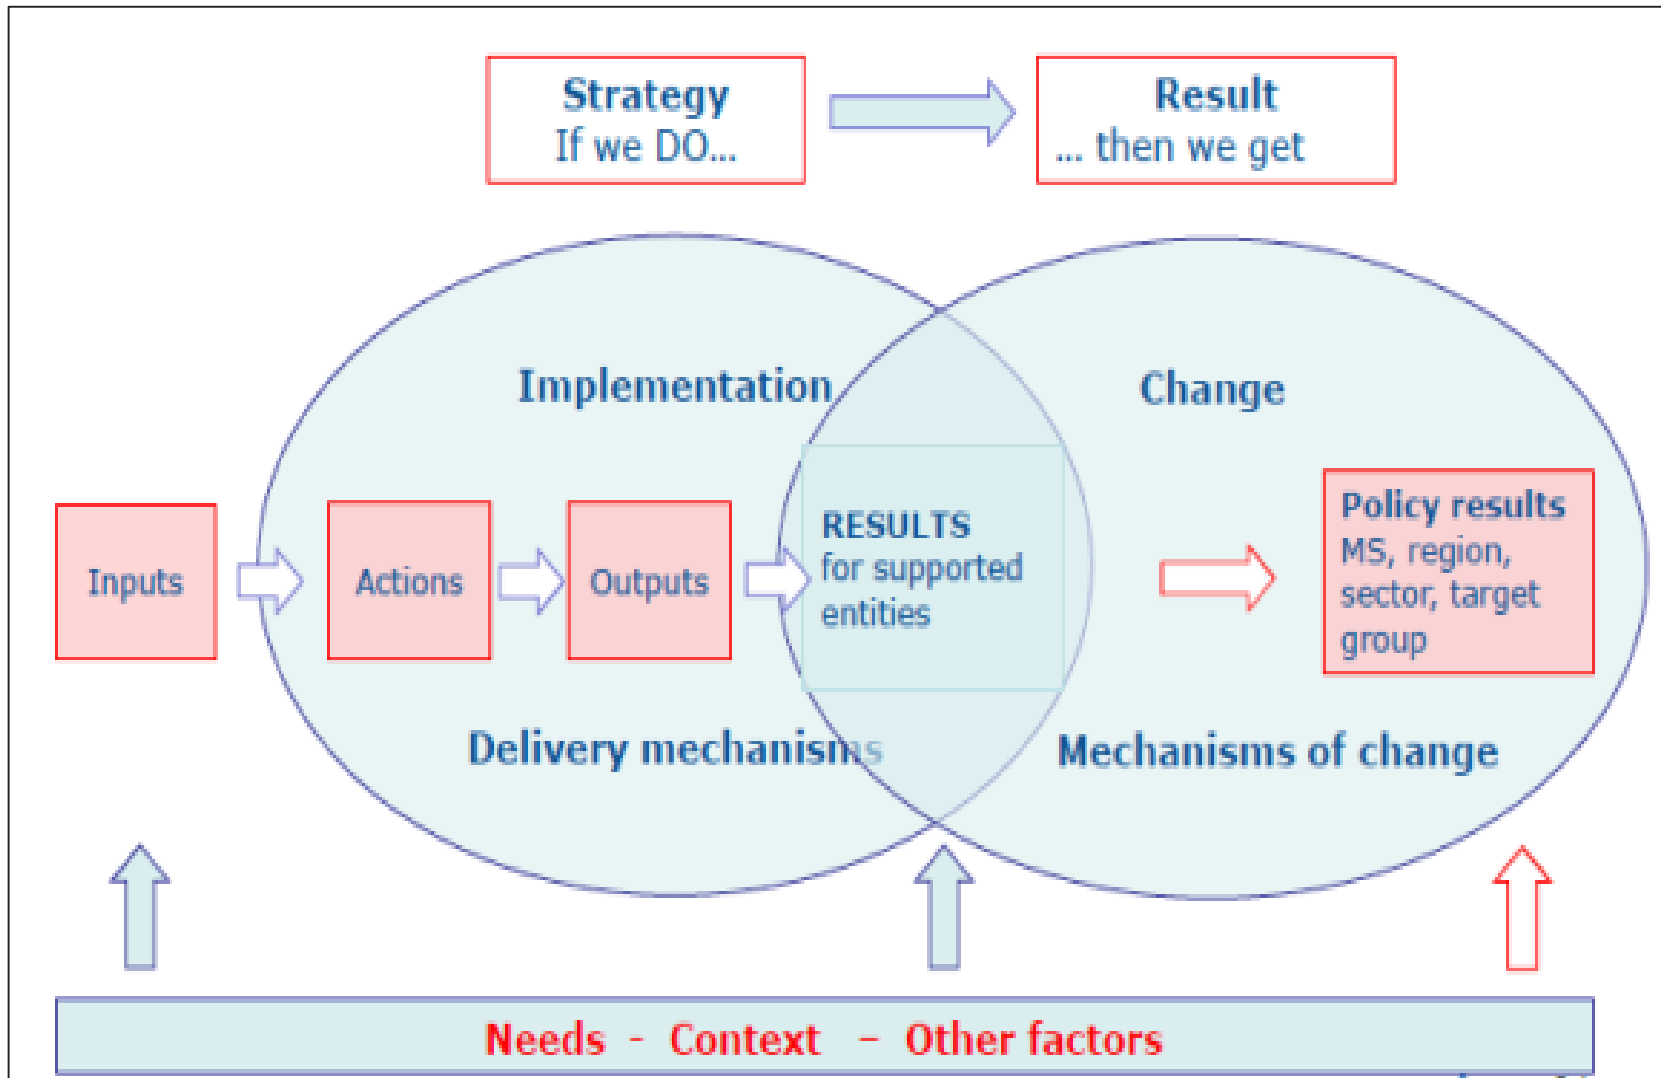 Strategy
If we DO...
Result
... then we get
Implementation
Change
Inputs
Actions
Outputs
RESULTS
for supported
entities
Policy results
MS, region,
sector, target
group
Delivery mechanisms
Mechanisms of change
Needs - Context – Other factors